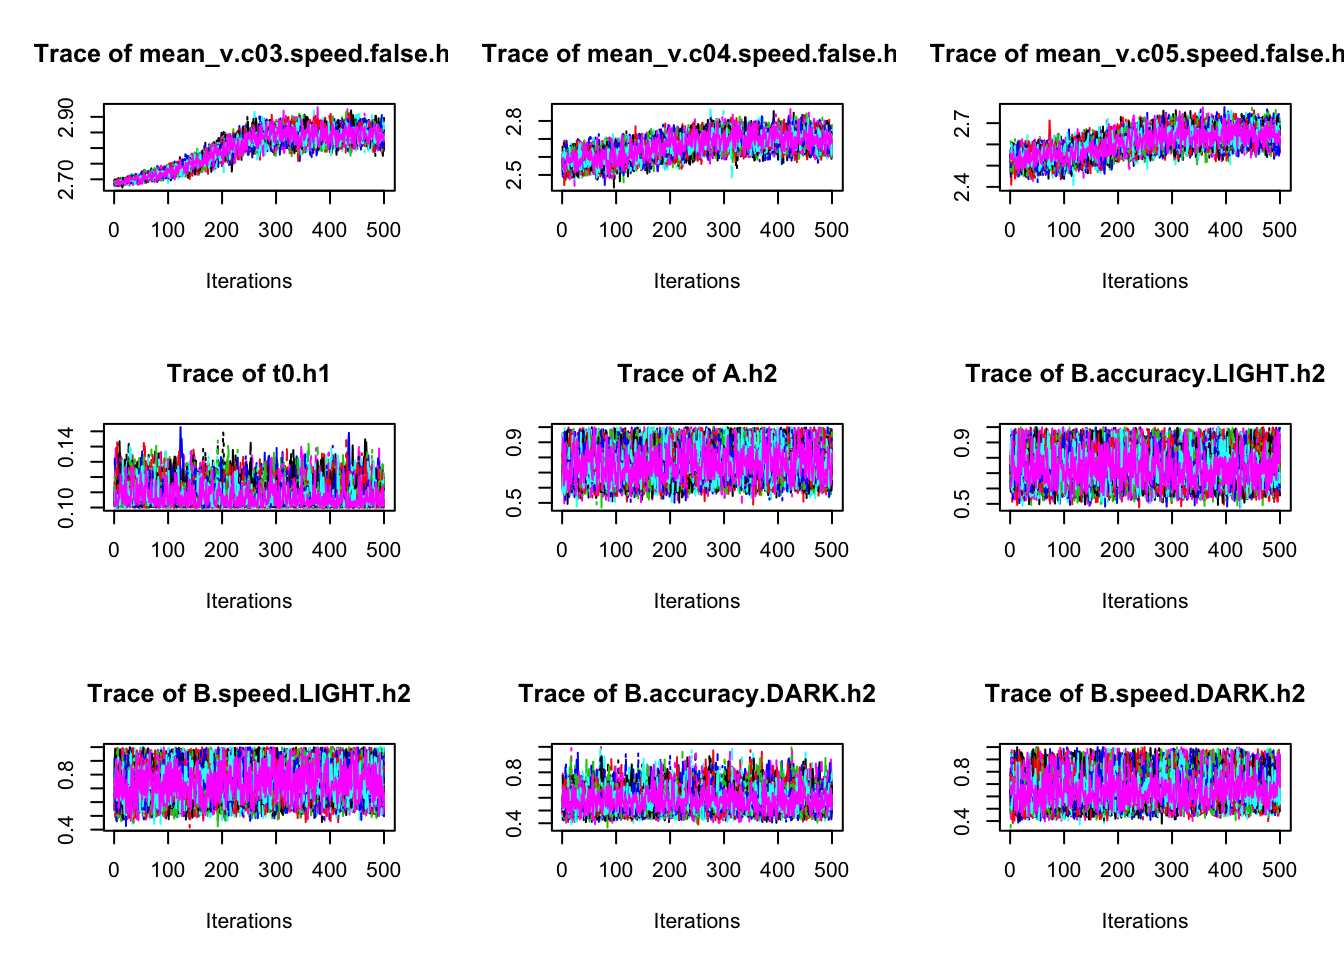 Trace of mean_v.c03.speed.false.h
Trace of mean_v.c04.speed.false.h
Trace of mean_v.c05.speed.false.h
2.70 2.90
0 100 200 300 400 500
Iterations
2.5 2.8
0 100 200 300 400 500
Iterations
2.4 2.7
0 100 200 300 400 500
Iterations
Trace of t0.h1
Trace of A.h2
Trace of B.accuracy.LIGHT.h2
0.10 0.14
0 100 200 300 400 500
Iterations
0.5 0.9
0 100 200 300 400 500
Iterations
0.5 0.9
0 100 200 300 400 500
Iterations
Trace of B.speed.LIGHT.h2
Trace of B.accuracy.DARK.h2
Trace of B.speed.DARK.h2
0.4 0.8
0 100 200 300 400 500
Iterations
0.4 0.8
0 100 200 300 400 500
Iterations
0.4 0.8
0 100 200 300 400 500
Iterations